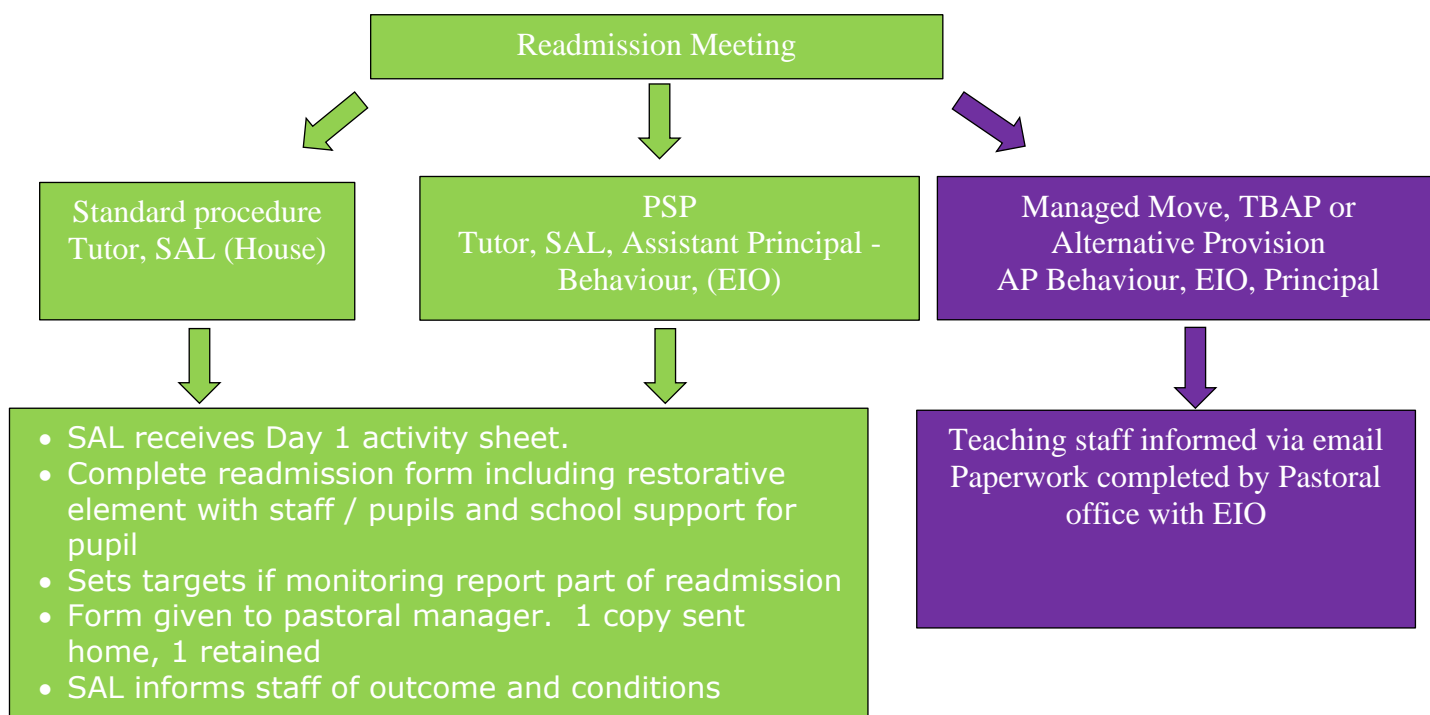 Readmission Meeting
Standard procedure
Tutor, SAL (House)
PSP
Tutor, SAL, Assistant Principal -
Behaviour, (EIO)
Managed Move, TBAP or
Alternative Provision
AP Behaviour, EIO, Principal
• SAL receives Day 1 activity sheet.
• Complete readmission form including restorative
element with staff / pupils and school support for
pupil
• Sets targets if monitoring report part of readmission
• Form given to pastoral manager.  1 copy sent
home, 1 retained
• SAL informs staff of outcome and conditions
Teaching staff informed via email
Paperwork completed by Pastoral
office with EIO